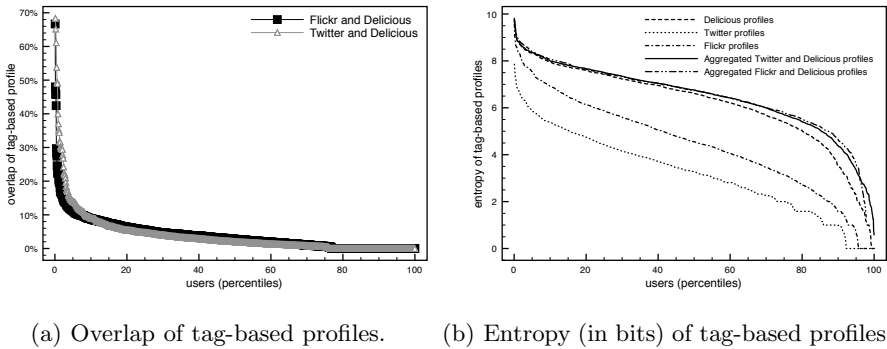 70%
60%
50%
40%
30%
20%
10%
0%
overlap of tag-based profile
0 20 40 60 80 100
users (percentiles)
Flickr and Delicious
Twitter and Delicious
10
8
6
4
2
0
entropy of tag-based profiles
0 20 40 60 80 100
users (percentiles)
Delicious profiles
Twitter profiles
Flickr profiles
Aggregated Twitter and Delicious profiles
Aggregated Flickr and Delicious profiles
(a) Overlap of tag-based profiles.
(b) Entropy (in bits) of tag-based profiles